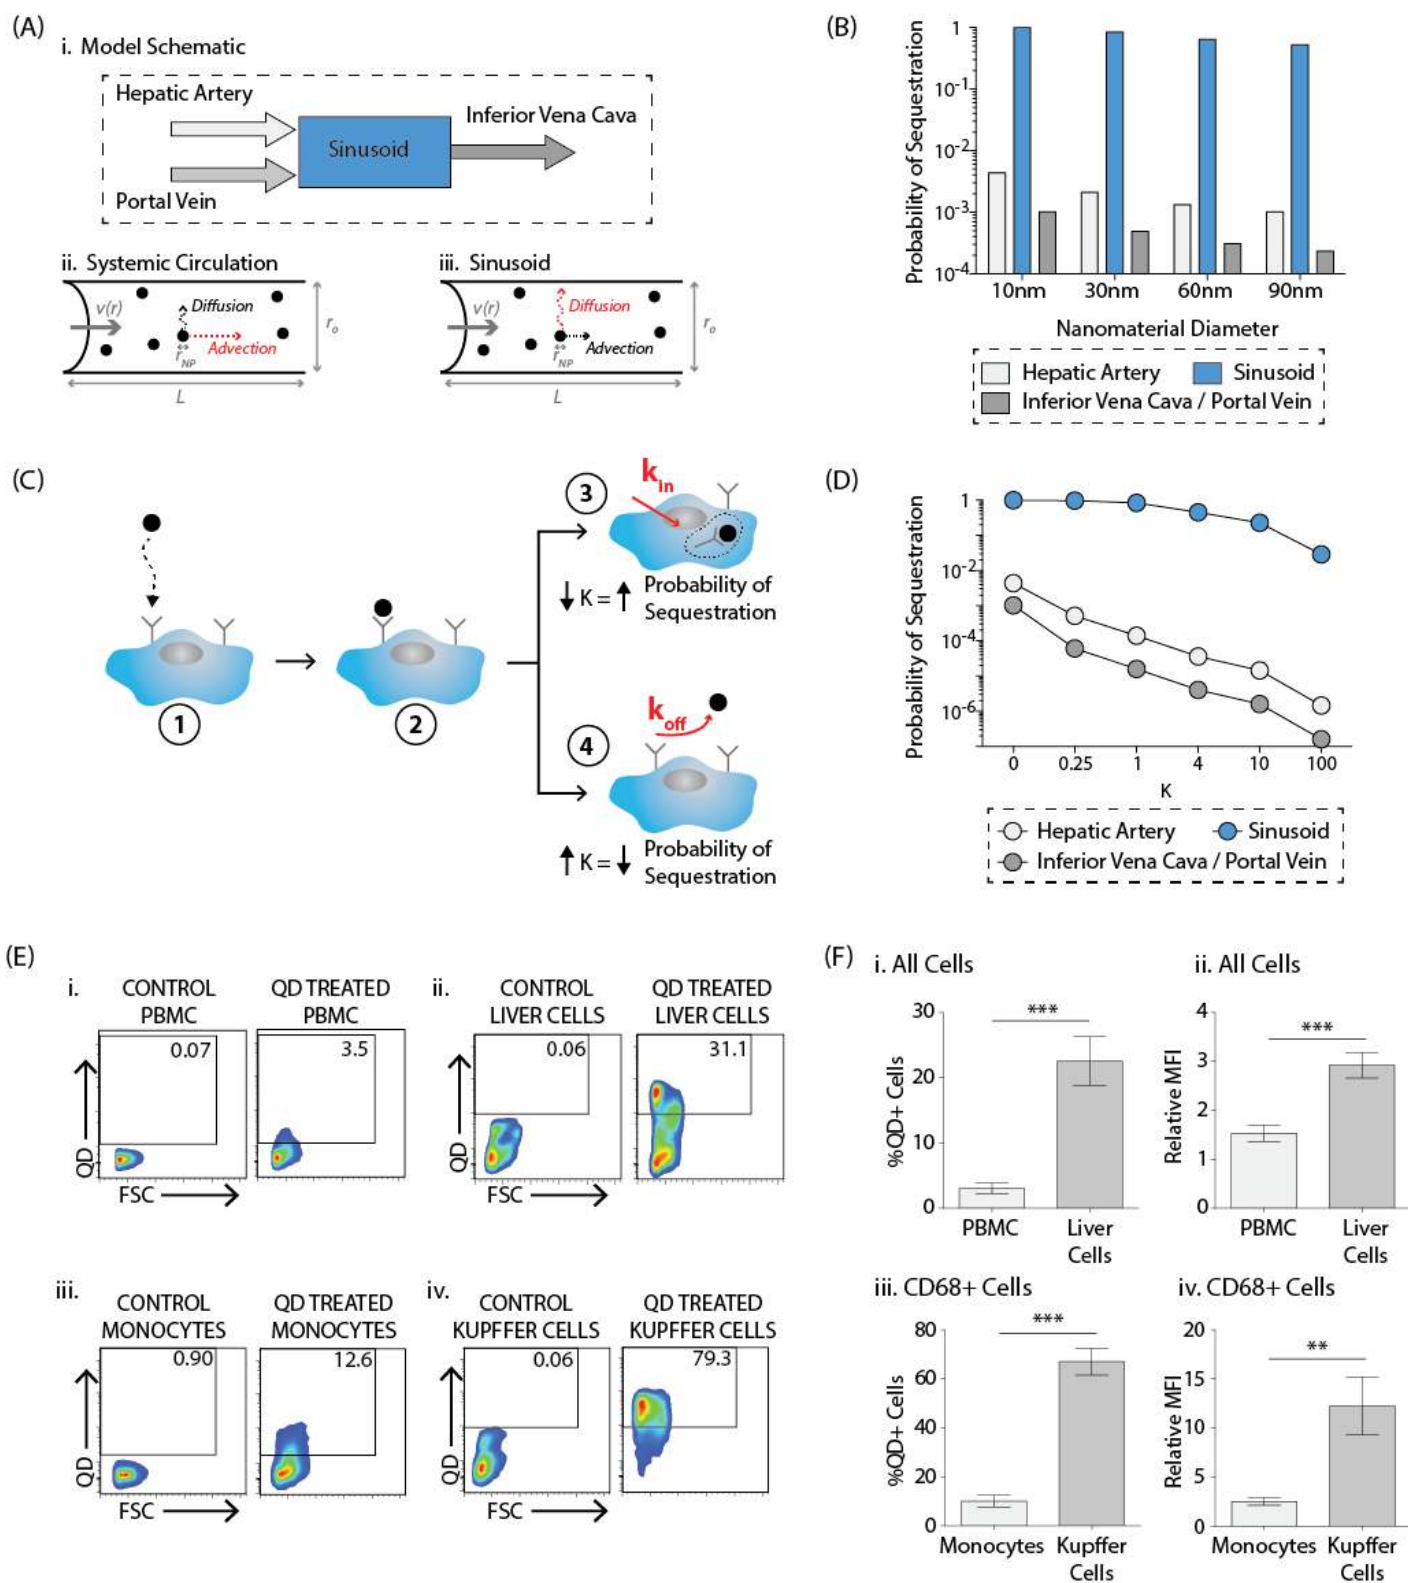 (A)
i. Model Schematic
Hepatic Artery
Inferior Vena Cava
Sinusoid
Portal Vein
ii. Systemic Circulation
v(r)
Diffusion
Advection
r_NP
r_o
L
iii. Sinusoid
v(r)
Diffusion
Advection
r_NP
r_o
L
(B)
Probability of Sequestration
1
10^-1
10^-2
10^-3
10^-4
10nm 30nm 60nm 90nm
Nanomaterial Diameter
Hepatic Artery Sinusoid
Inferior Vena Cava / Portal Vein
(C)
1
2
3
k_in
↓ K = ↑ Probability of
Sequestration
4
k_off
↑ K = ↓ Probability of
Sequestration
(D)
Probability of Sequestration
1
10^-2
10^-4
10^-6
0 0.25 1 4 10 100
K
Hepatic Artery Sinusoid
Inferior Vena Cava / Portal Vein
(E)
i. CONTROL
PBMC
0.07
QD TREATED
PBMC
3.5
QD
FSC
ii. CONTROL
LIVER CELLS
0.06
QD TREATED
LIVER CELLS
31.1
QD
FSC
iii. CONTROL
MONOCYTES
0.90
QD TREATED
MONOCYTES
12.6
QD
FSC
iv. CONTROL
KUPFFER CELLS
0.06
QD TREATED
KUPFFER CELLS
79.3
QD
FSC
(F)
i. All Cells
%QD+ Cells
30
20
10
0
***
PBMC Liver
Cells
ii. All Cells
Relative MFI
4
3
2
1
0
***
PBMC Liver
Cells
iii. CD68+ Cells
%QD+ Cells
80
60
40
20
0
***
Monocytes Kupffer
Cells
iv. CD68+ Cells
Relative MFI
20
15
10
5
0
**
Monocytes Kupffer
Cells